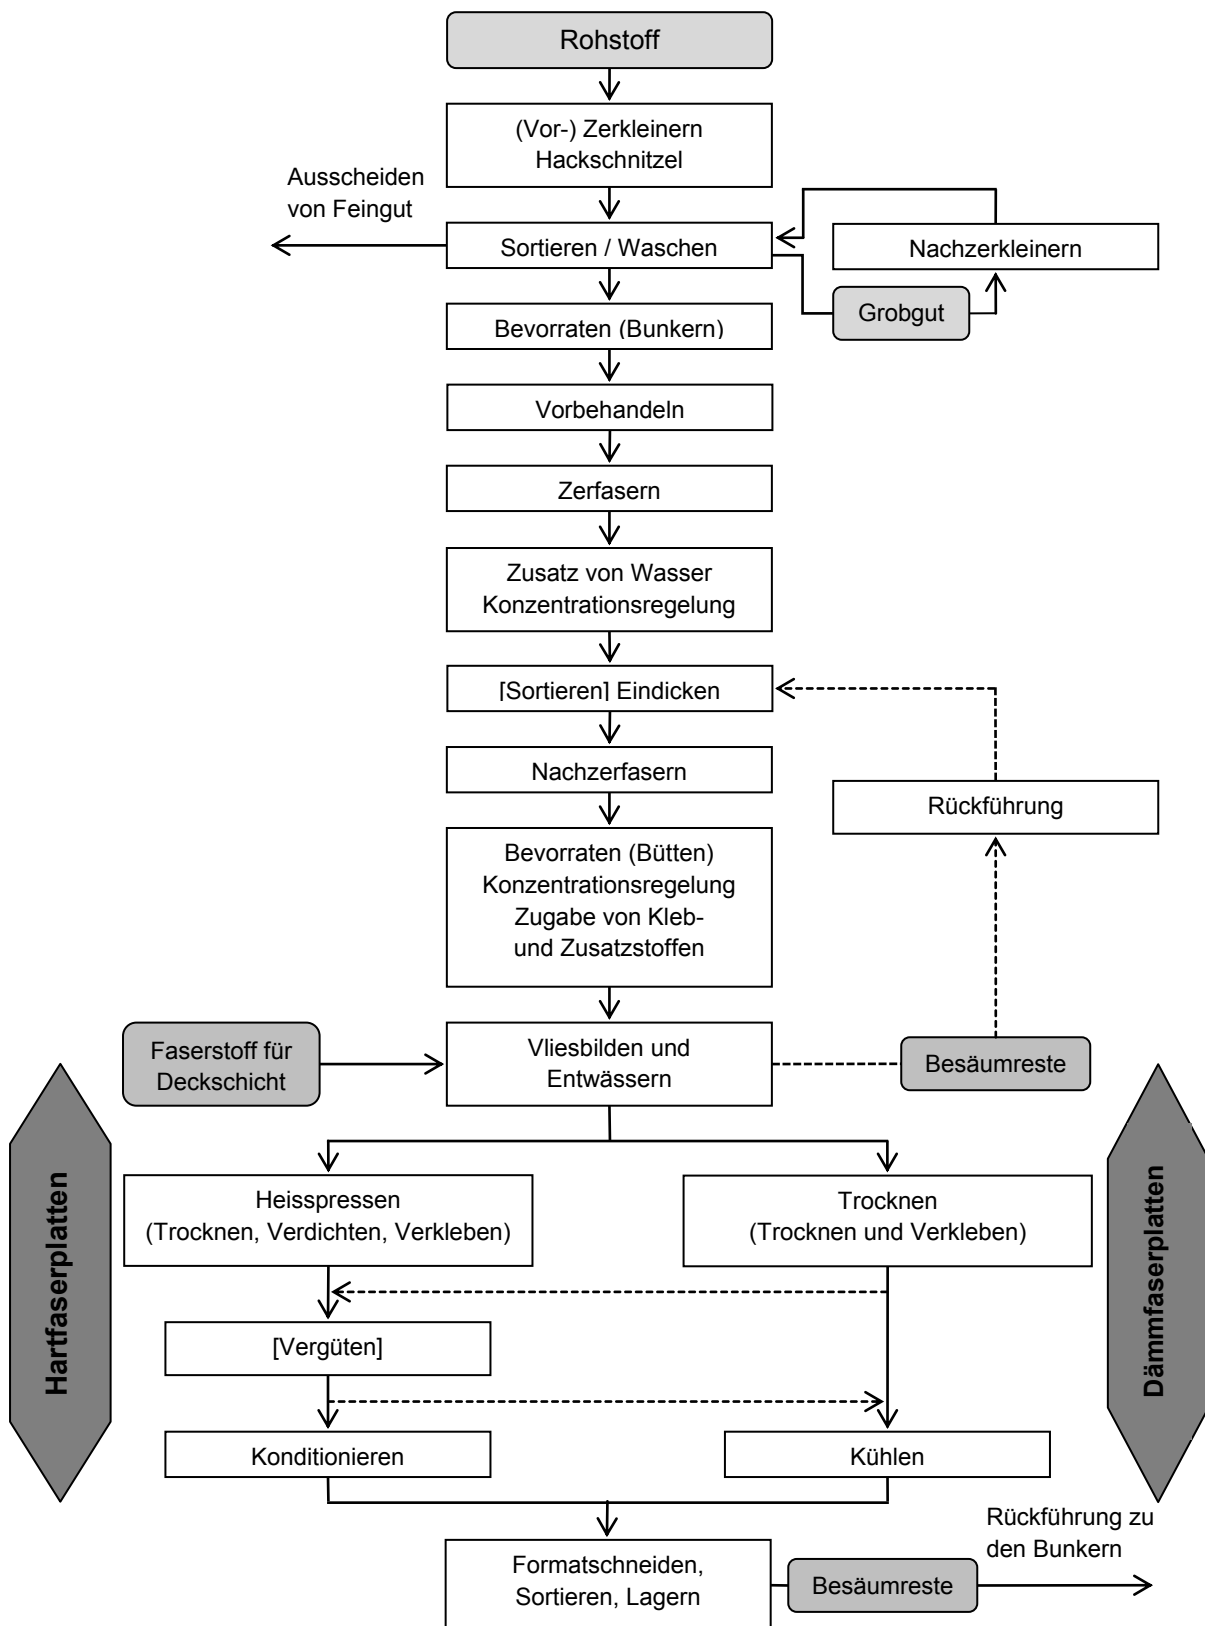 Rohstoff
(Vor-) Zerkleinern
Hackschnitzel
Ausscheiden
von Feingut
Sortieren / Waschen
Nachzerkleinern
Grobgut
Bevorraten (Bunkern)
Vorbehandeln
Zerfasern
Zusatz von Wasser
Konzentrationsregelung
[Sortieren] Eindicken
Nachzerfasern
Rückführung
Bevorraten (Bütten)
Konzentrationsregelung
Zugabe von Kleb-
und Zusatzstoffen
Faserstoff für
Deckschicht
Vliesbilden und
Entwässern
Besäumreste
Hartfaserplatten
Heisspressen
(Trocknen, Verdichten, Verkleben)
Trocknen
(Trocknen und Verkleben)
Dämmfaserplatten
[Vergüten]
Konditionieren
Kühlen
Formatschneiden,
Sortieren, Lagern
Besäumreste
Rückführung zu
den Bunkern